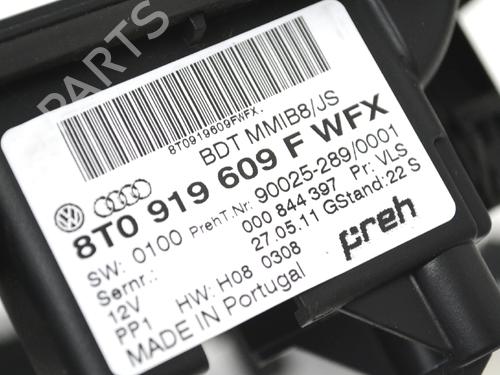 PARTS
8T0919609FWFX.
BDT MMIB8/JS
8T0 919 609 F WFX
SW: 0100 PrehT.Nr: 90025-289/0001
Sernr.: 000 844 397 Pr: VLS
12V 27.05.11 GStand: 22 S
PP1 HW: H08 0308
MADE IN Portugal
preh